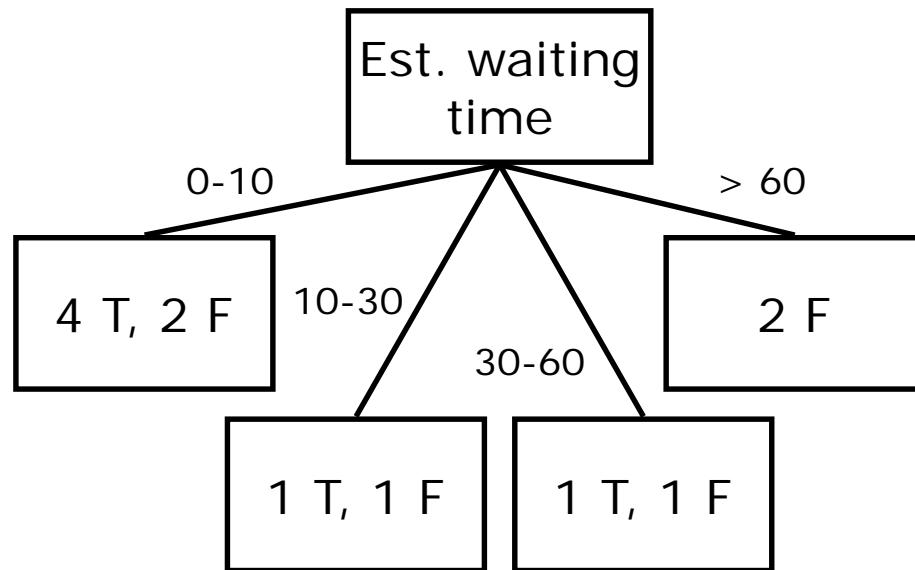 Est. waiting
time
0-10
> 60
4 T, 2 F
10-30
2 F
30-60
1 T, 1 F
1 T, 1 F